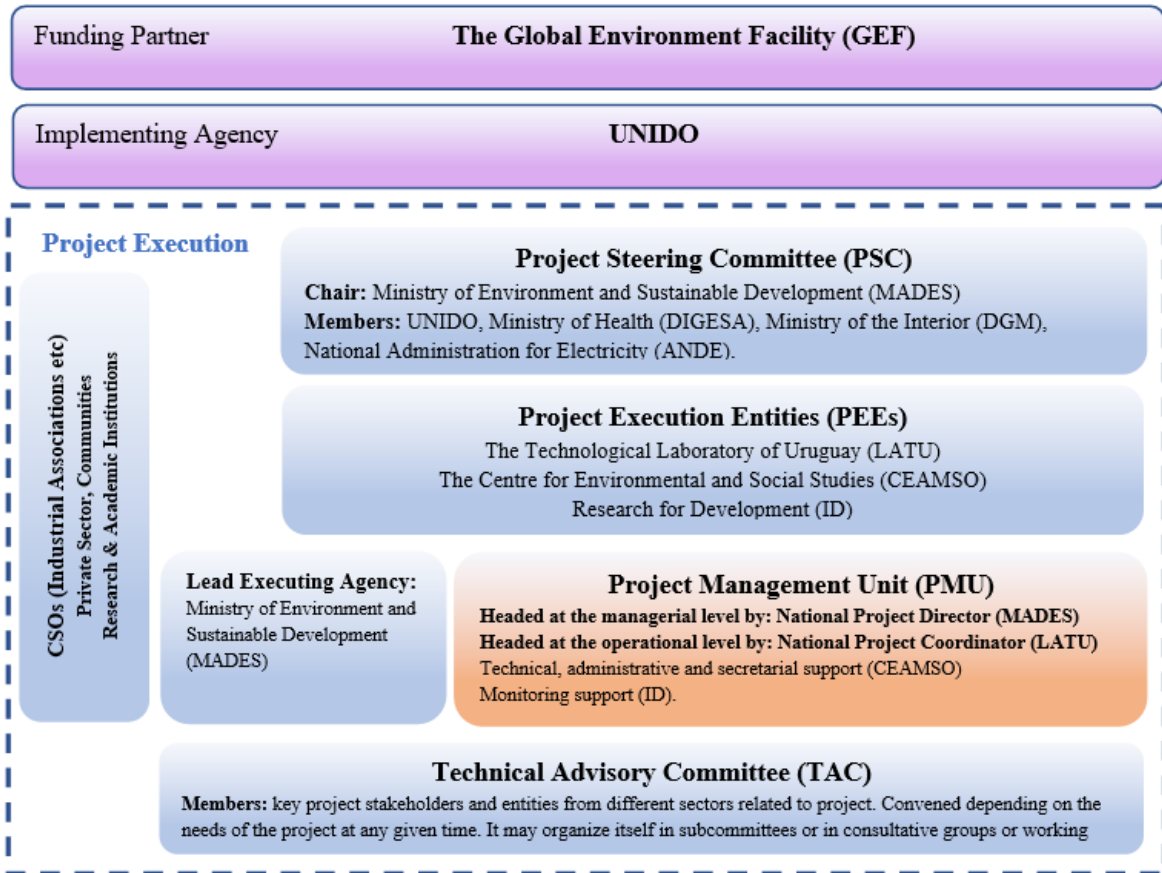 Funding Partner The Global Environment Facility (GEF)
Implementing Agency UNIDO
Project Execution
CSOs (Industrial Associations etc)
Private Sector, Communities
Research & Academic Institutions
Project Steering Committee (PSC)
Chair: Ministry of Environment and Sustainable Development (MADES)
Members: UNIDO, Ministry of Health (DIGESA), Ministry of the Interior (DGM),
National Administration for Electricity (ANDE).
Project Execution Entities (PEEs)
The Technological Laboratory of Uruguay (LATU)
The Centre for Environmental and Social Studies (CEAMSO)
Research for Development (ID)
Lead Executing Agency:
Ministry of Environment and
Sustainable Development
(MADES)
Project Management Unit (PMU)
Headed at the managerial level by: National Project Director (MADES)
Headed at the operational level by: National Project Coordinator (LATU)
Technical, administrative and secretarial support (CEAMSO)
Monitoring support (ID).
Technical Advisory Committee (TAC)
Members: key project stakeholders and entities from different sectors related to project. Convened depending on the
needs of the project at any given time. It may organize itself in subcommittees or in consultative groups or working